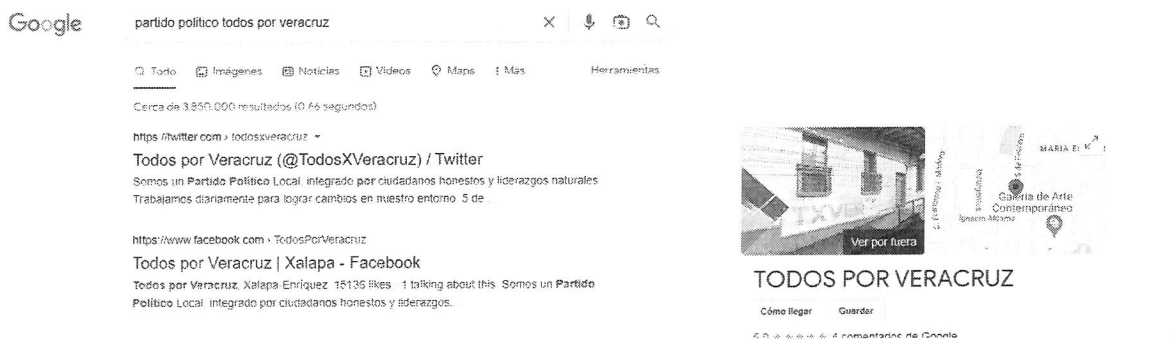 Google
partido político todos por veracruz
Todo Imágenes Noticias Videos Maps Más Herramientas
Cerca de 3,850,000 resultados (0.66 segundos)
https://twitter.com › todosxveracruz
Todos por Veracruz (@TodosXVeracruz) / Twitter
Somos un Partido Político Local, integrado por ciudadanos honestos y liderazgos naturales
Trabajamos diariamente para lograr cambios en nuestro entorno. 5 de
https://www.facebook.com › TodosPorVeracruz
Todos por Veracruz | Xalapa - Facebook
Todos por Veracruz, Xalapa-Enríquez. 15136 likes · 1 talking about this. Somos un Partido
Político Local, integrado por ciudadanos honestos y liderazgos.
TXVER
Ver por fuera
MARIA E
Galería de Arte
Contemporáneo
TODOS POR VERACRUZ
Cómo llegar Guardar
5.0 4 comentarios de Google